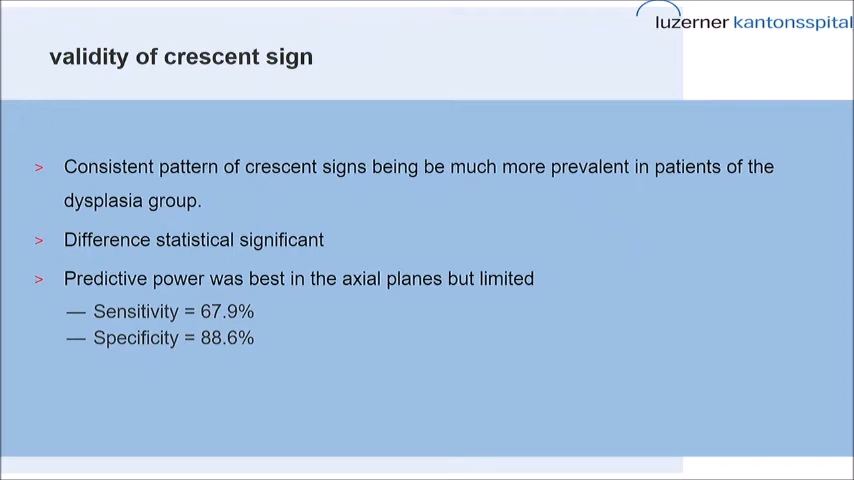 luzerner kantonsspital
validity of crescent sign
> Consistent pattern of crescent signs being be much more prevalent in patients of the
dysplasia group.
> Difference statistical significant
> Predictive power was best in the axial planes but limited
— Sensitivity = 67.9%
— Specificity = 88.6%